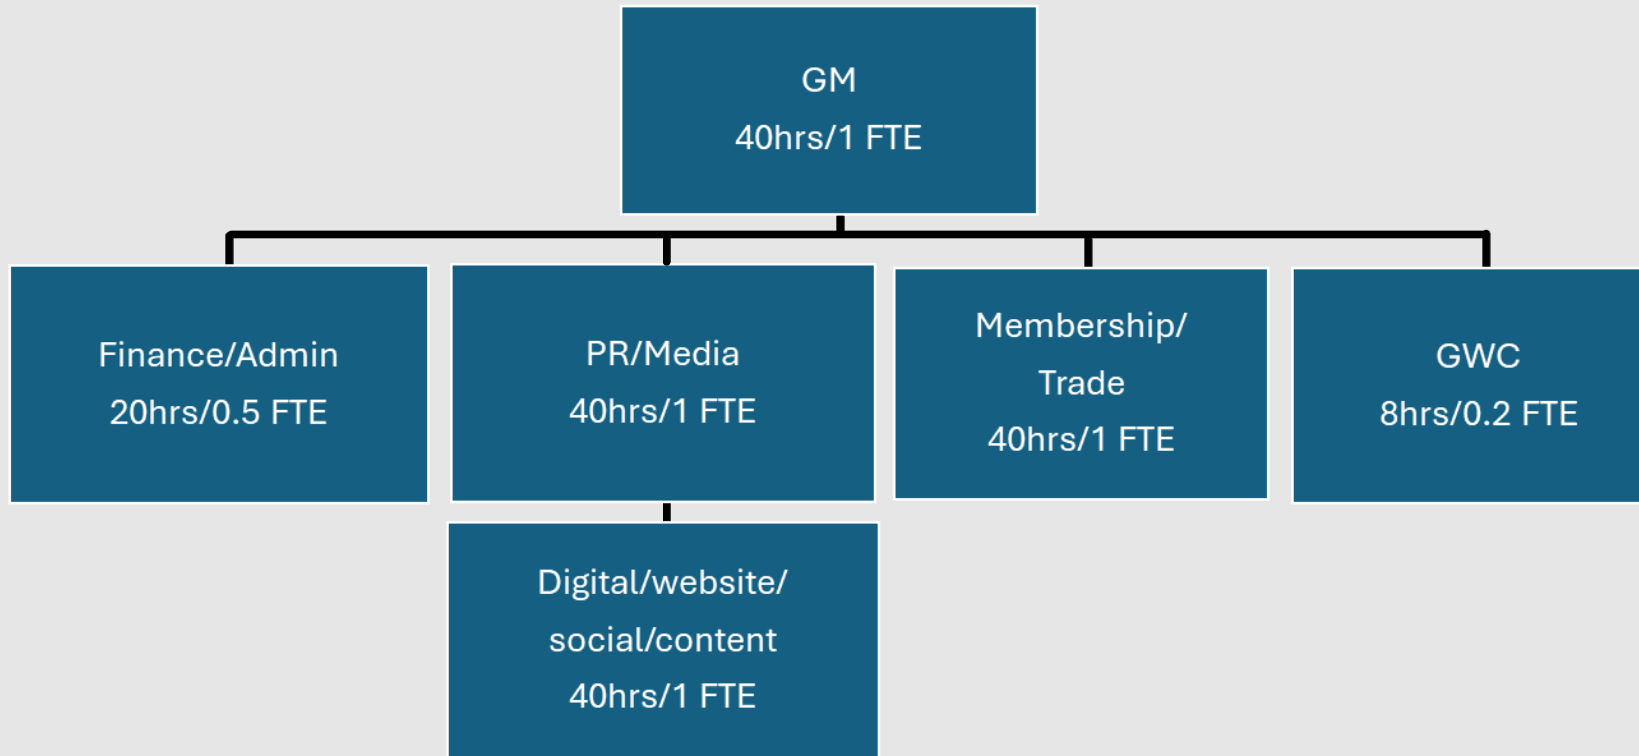 GM
40hrs/1 FTE
Finance/Admin
20hrs/0.5 FTE
PR/Media
40hrs/1 FTE
Membership/
Trade
40hrs/1 FTE
GWC
8hrs/0.2 FTE
Digital/website/
social/content
40hrs/1 FTE